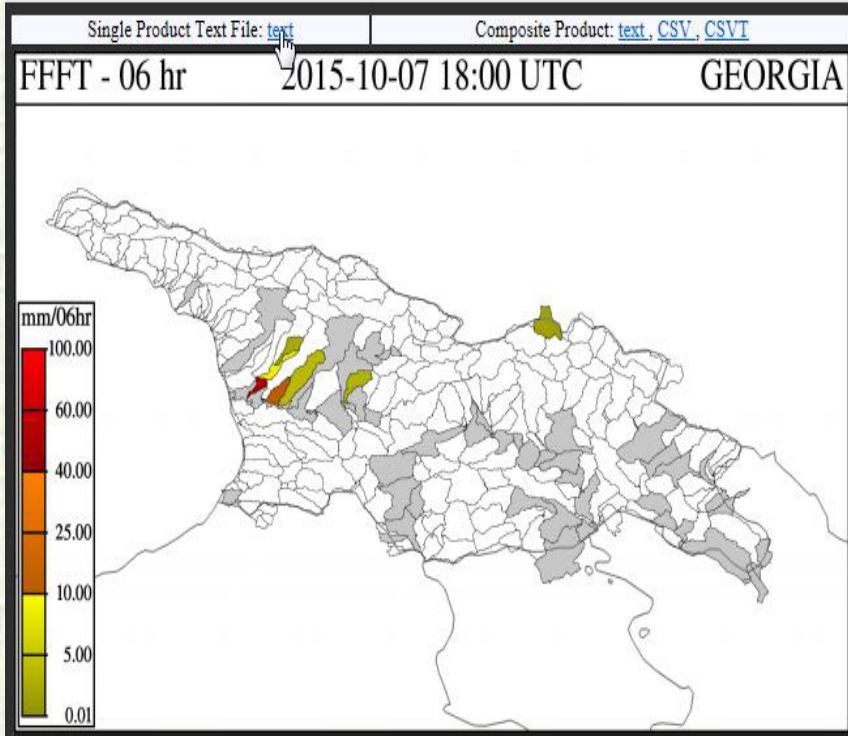 Single Product Text File: text
Composite Product: text , CSV , CSVT
FFFT - 06 hr 2015-10-07 18:00 UTC GEORGIA
mm/06hr
100.00
60.00
40.00
25.00
10.00
5.00
0.01